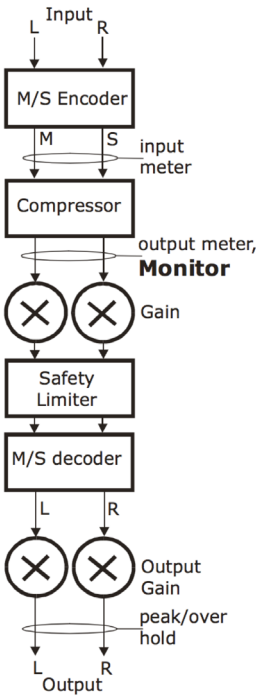 Input
L R
M/S Encoder
M S
input
meter
Compressor
output meter,
Monitor
Gain
Safety
Limiter
M/S decoder
L R
Output
Gain
peak/over
hold
L R
Output